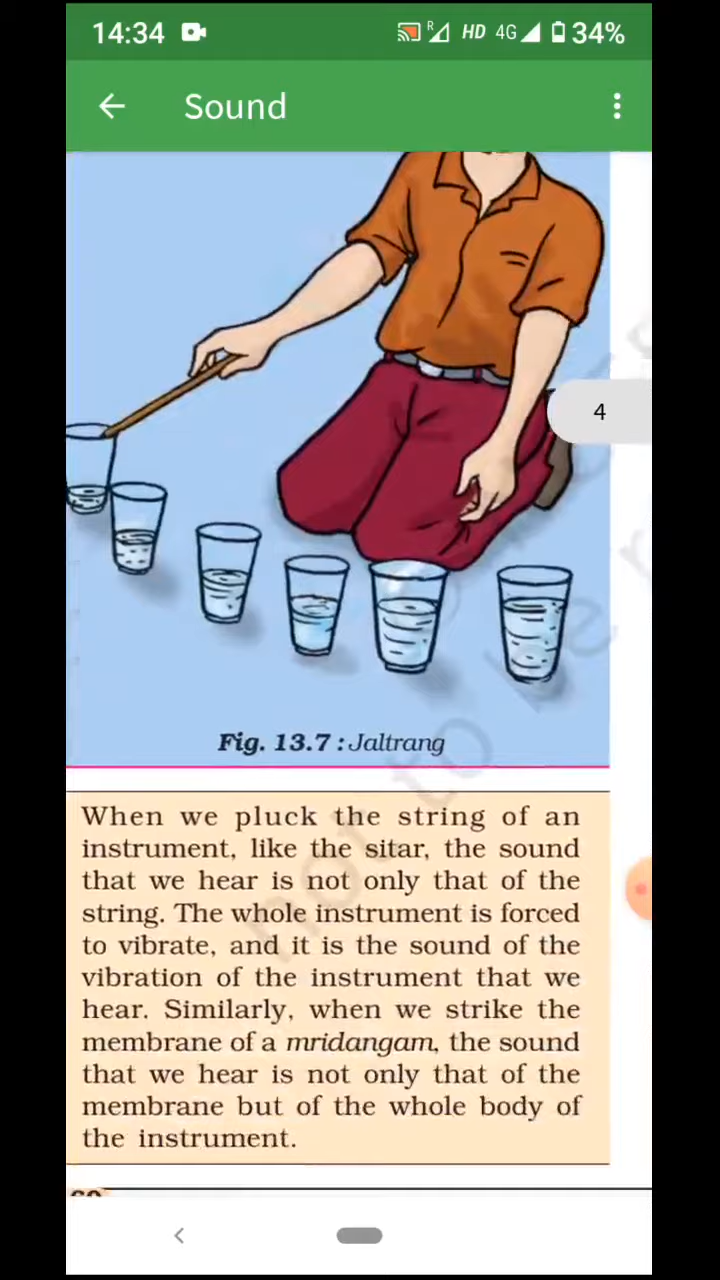 14:34 R HD 4G 34%
Sound
4
Fig. 13.7 : Jaltrang
When we pluck the string of an
instrument, like the sitar, the sound
that we hear is not only that of the
string. The whole instrument is forced
to vibrate, and it is the sound of the
vibration of the instrument that we
hear. Similarly, when we strike the
membrane of a mridangam, the sound
that we hear is not only that of the
membrane but of the whole body of
the instrument.
not to be